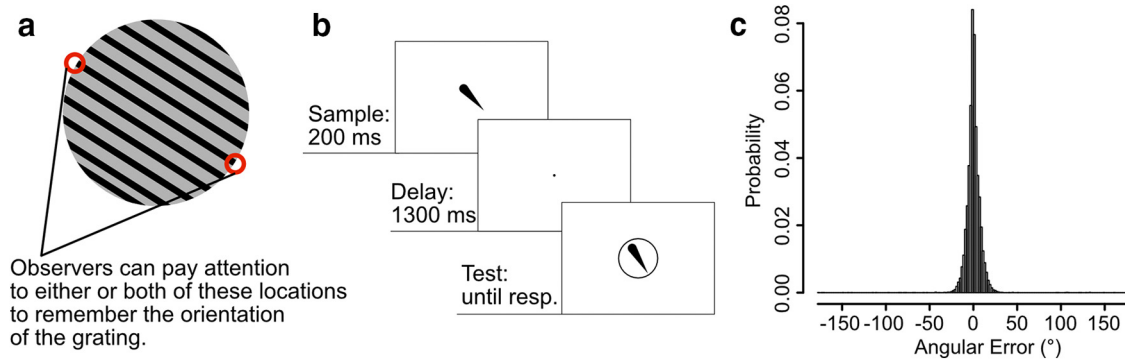 a
Observers can pay attention
to either or both of these locations
to remember the orientation
of the grating.
b
Sample:
200 ms
Delay:
1300 ms
Test:
until resp.
c
Probability
0.08
0.06
0.04
0.02
0.00
-150 -100 -50 0 50 100 150
Angular Error (°)